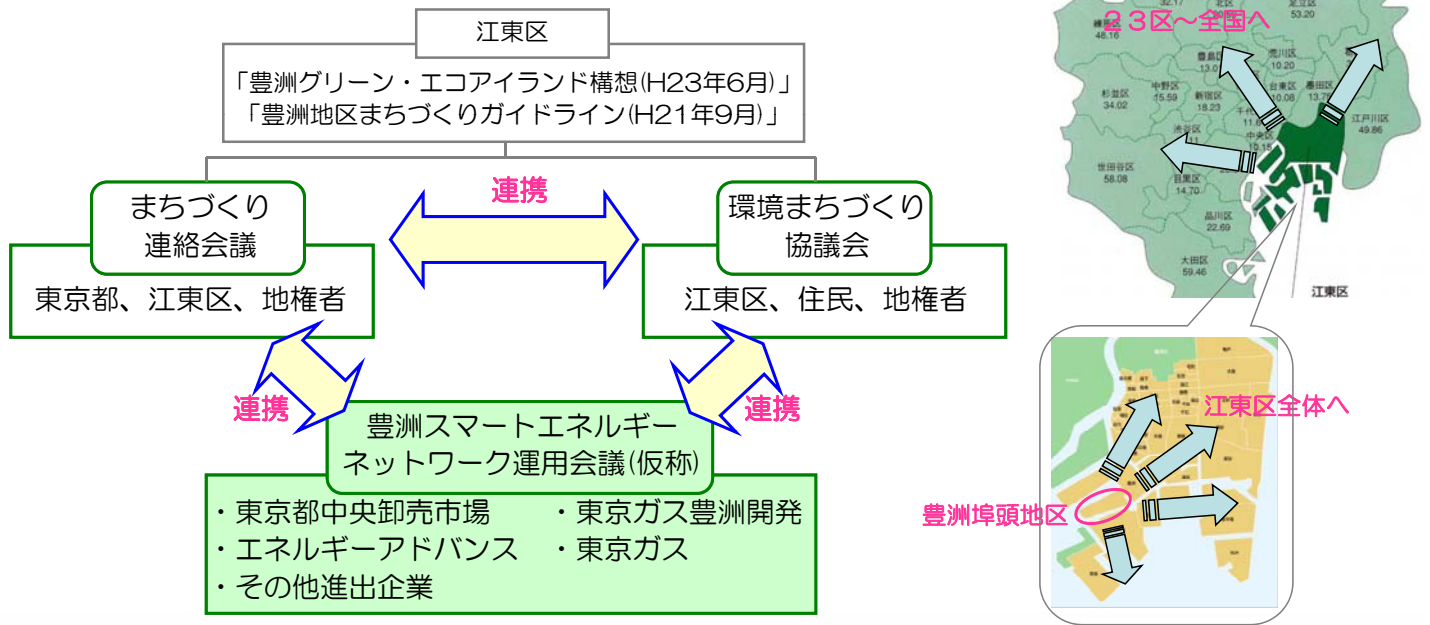 江東区
「豊洲グリーン・エコアイランド構想(H23年6月)」
「豊洲地区まちづくりガイドライン(H21年9月)」
まちづくり
連絡会議
東京都、江東区、地権者
連携
環境まちづくり
協議会
江東区、住民、地権者
連携
連携
豊洲スマートエネルギー
ネットワーク運用会議(仮称)
・東京都中央卸売市場
・東京ガス豊洲開発
・エネルギーアドバンス
・東京ガス
・その他進出企業
32.17
北区
足立区
53.20
23区～全国へ
48.16
豊島区
荒川区
10.20
杉並区
34.02
中野区
15.59
新宿区
18.23
台東区
10.08
墨田区
江戸川区
49.86
渋谷区
中央区
10.18
世田谷区
58.08
目黒区
14.70
品川区
22.69
大田区
59.46
江東区
江東区全体へ
豊洲埠頭地区